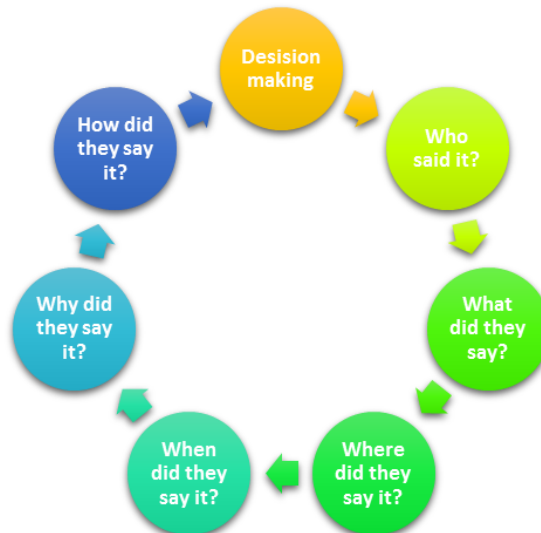 Desision
making
Who
said it?
What
did they
say?
Where
did they
say it?
When
did they
say it?
Why did
they say
it?
How did
they say
it?